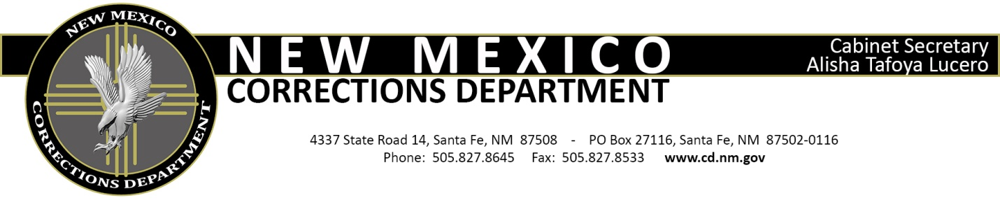 NEW MEXICO
CORRECTIONS DEPARTMENT
NEW MEXICO
CORRECTIONS DEPARTMENT
Cabinet Secretary
Alisha Tafoya Lucero
4337 State Road 14, Santa Fe, NM 87508 - PO Box 27116, Santa Fe, NM 87502-0116
Phone: 505.827.8645 Fax: 505.827.8533 www.cd.nm.gov